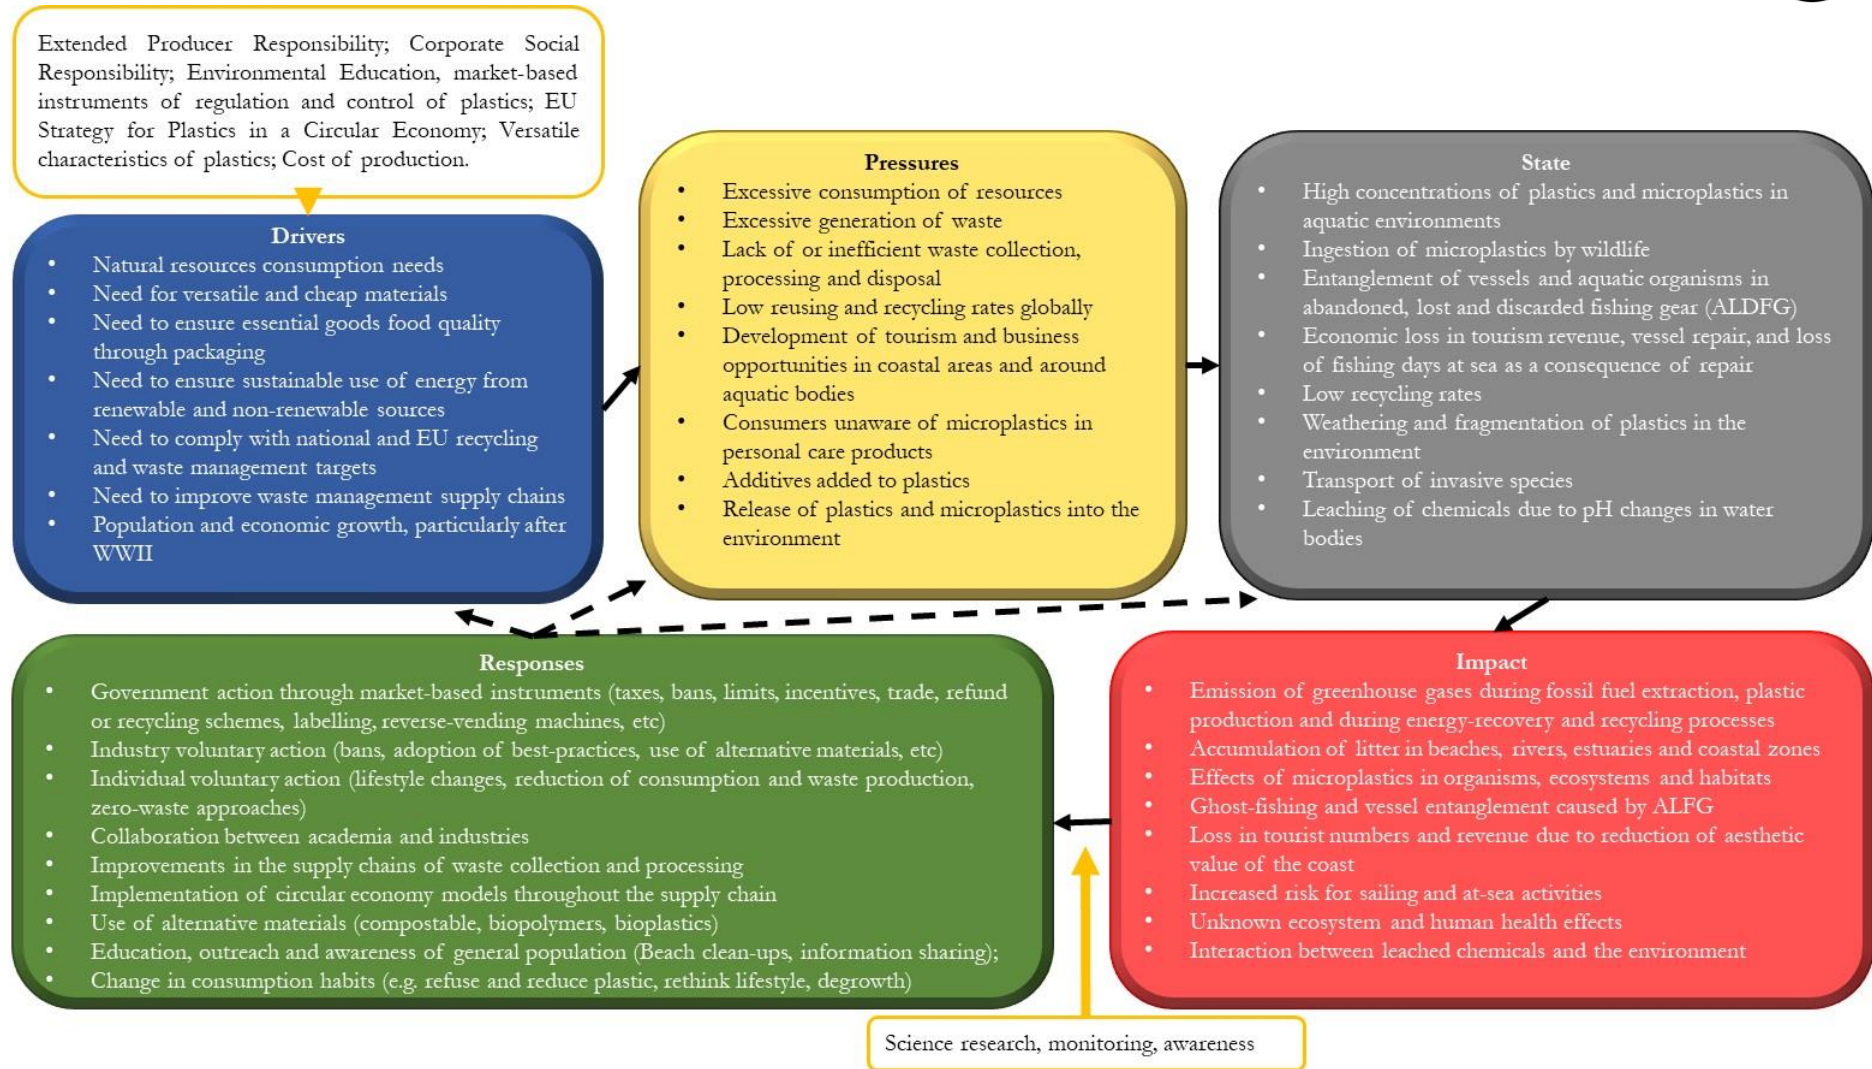 Extended Producer Responsibility; Corporate Social
Responsibility; Environmental Education, market-based
instruments of regulation and control of plastics; EU
Strategy for Plastics in a Circular Economy; Versatile
characteristics of plastics; Cost of production.
Drivers
• Natural resources consumption needs
• Need for versatile and cheap materials
• Need to ensure essential goods food quality
through packaging
• Need to ensure sustainable use of energy from
renewable and non-renewable sources
• Need to comply with national and EU recycling
and waste management targets
• Need to improve waste management supply chains
• Population and economic growth, particularly after
WWII
Pressures
• Excessive consumption of resources
• Excessive generation of waste
• Lack of or inefficient waste collection,
processing and disposal
• Low reusing and recycling rates globally
• Development of tourism and business
opportunities in coastal areas and around
aquatic bodies
• Consumers unaware of microplastics in
personal care products
• Additives added to plastics
• Release of plastics and microplastics into the
environment
State
• High concentrations of plastics and microplastics in
aquatic environments
• Ingestion of microplastics by wildlife
• Entanglement of vessels and aquatic organisms in
abandoned, lost and discarded fishing gear (ALDFG)
• Economic loss in tourism revenue, vessel repair, and loss
of fishing days at sea as a consequence of repair
• Low recycling rates
• Weathering and fragmentation of plastics in the
environment
• Transport of invasive species
• Leaching of chemicals due to pH changes in water
bodies
Responses
• Government action through market-based instruments (taxes, bans, limits, incentives, trade, refund
or recycling schemes, labelling, reverse-vending machines, etc)
• Industry voluntary action (bans, adoption of best-practices, use of alternative materials, etc)
• Individual voluntary action (lifestyle changes, reduction of consumption and waste production,
zero-waste approaches)
• Collaboration between academia and industries
• Improvements in the supply chains of waste collection and processing
• Implementation of circular economy models throughout the supply chain
• Use of alternative materials (compostable, biopolymers, bioplastics)
• Education, outreach and awareness of general population (Beach clean-ups, information sharing);
• Change in consumption habits (e.g. refuse and reduce plastic, rethink lifestyle, degrowth)
Impact
• Emission of greenhouse gases during fossil fuel extraction, plastic
production and during energy-recovery and recycling processes
• Accumulation of litter in beaches, rivers, estuaries and coastal zones
• Effects of microplastics in organisms, ecosystems and habitats
• Ghost-fishing and vessel entanglement caused by ALFG
• Loss in tourist numbers and revenue due to reduction of aesthetic
value of the coast
• Increased risk for sailing and at-sea activities
• Unknown ecosystem and human health effects
• Interaction between leached chemicals and the environment
Science research, monitoring, awareness